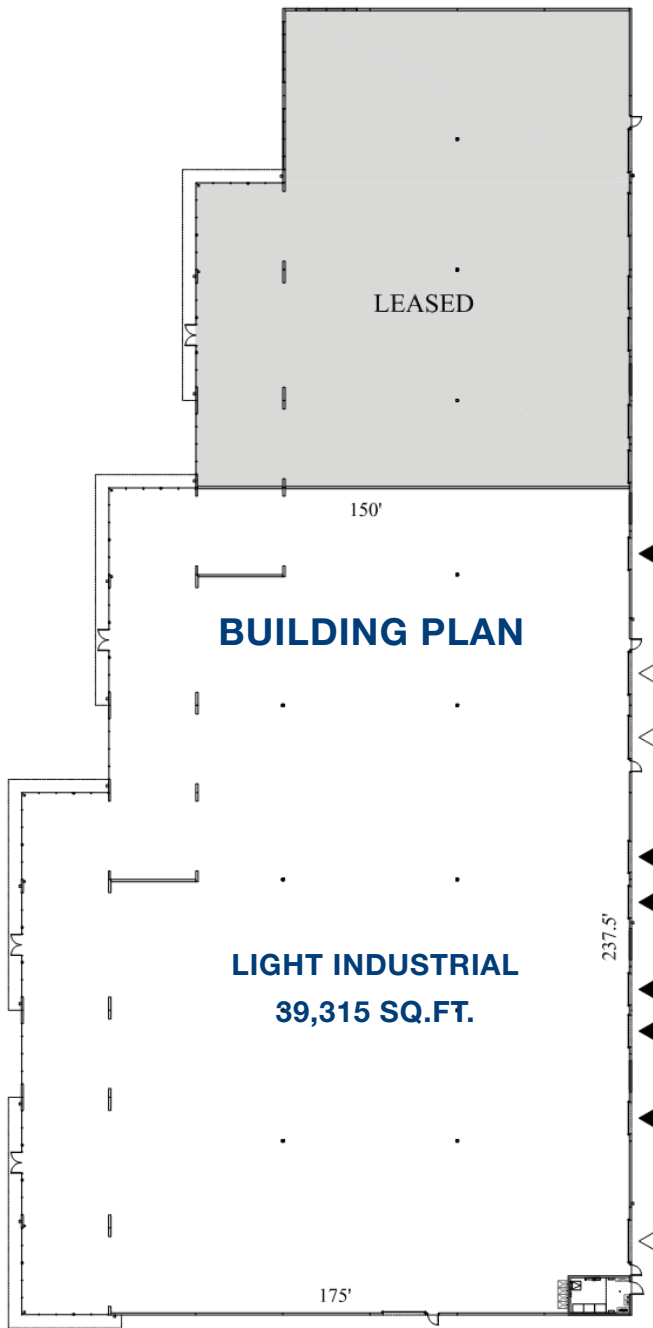 LEASED
150'
BUILDING PLAN
237.5'
LIGHT INDUSTRIAL
39,315 SQ.FT.
175'